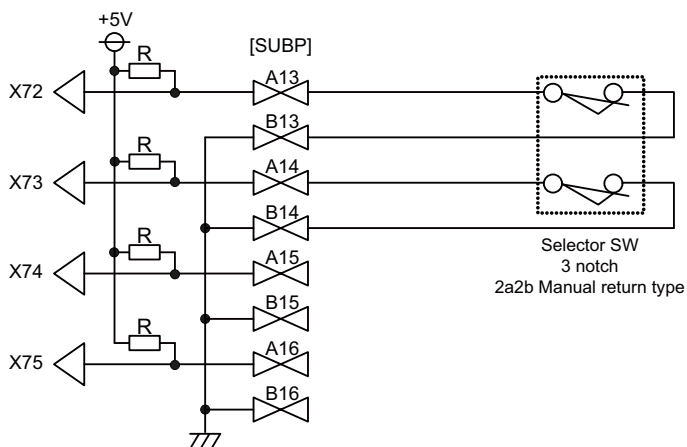 +5V
[SUBP]
R
A13
X72
B13
R
A14
X73
B14
Selector SW
3 notch
2a2b Manual return type
R
A15
X74
B15
R
A16
X75
B16